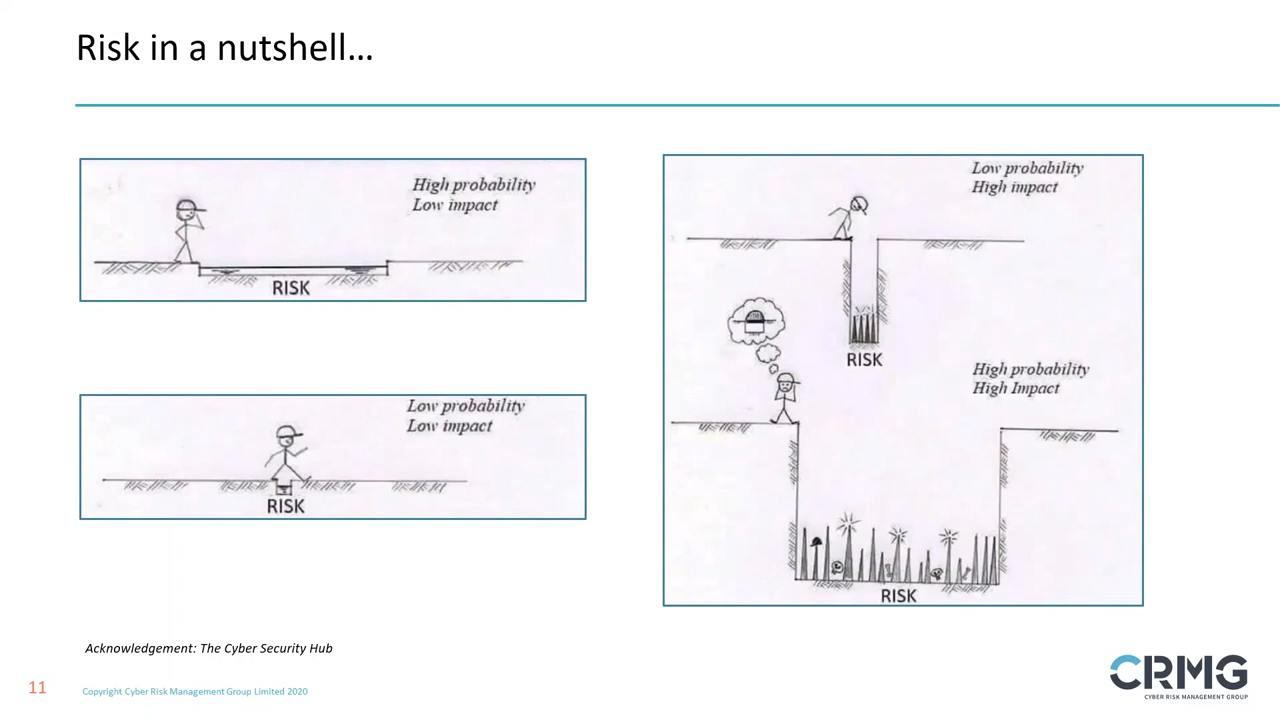 Risk in a nutshell…
High probability
Low impact
RISK
Low probability
Low impact
RISK
Low probability
High impact
RISK
High probability
High Impact
RISK
Acknowledgement: The Cyber Security Hub
11
Copyright Cyber Risk Management Group Limited 2020
CRMG
CYBER RISK MANAGEMENT GROUP